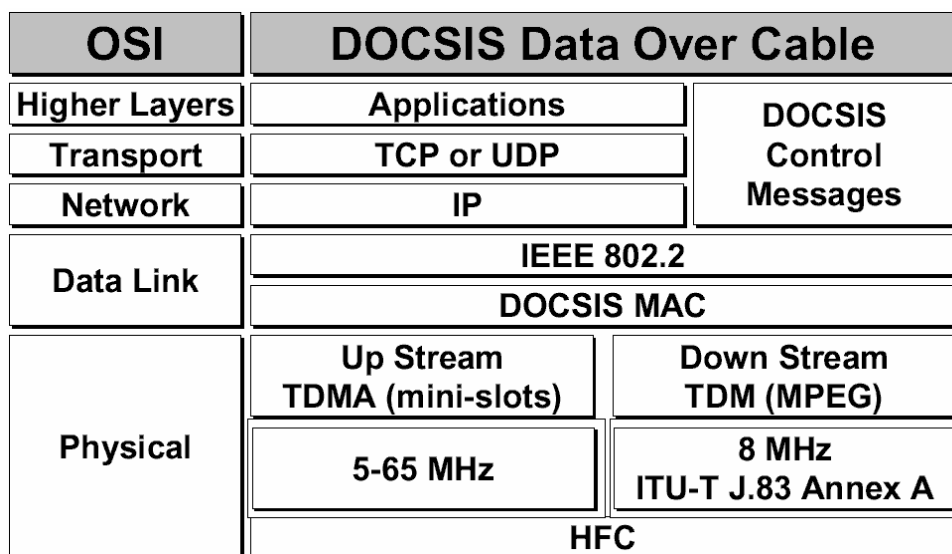 OSI
DOCSIS Data Over Cable
Higher Layers
Applications
DOCSIS
Control
Messages
Transport
TCP or UDP
Network
IP
Data Link
IEEE 802.2
DOCSIS MAC
Physical
Up Stream
TDMA (mini-slots)
Down Stream
TDM (MPEG)
5-65 MHz
8 MHz
ITU-T J.83 Annex A
HFC